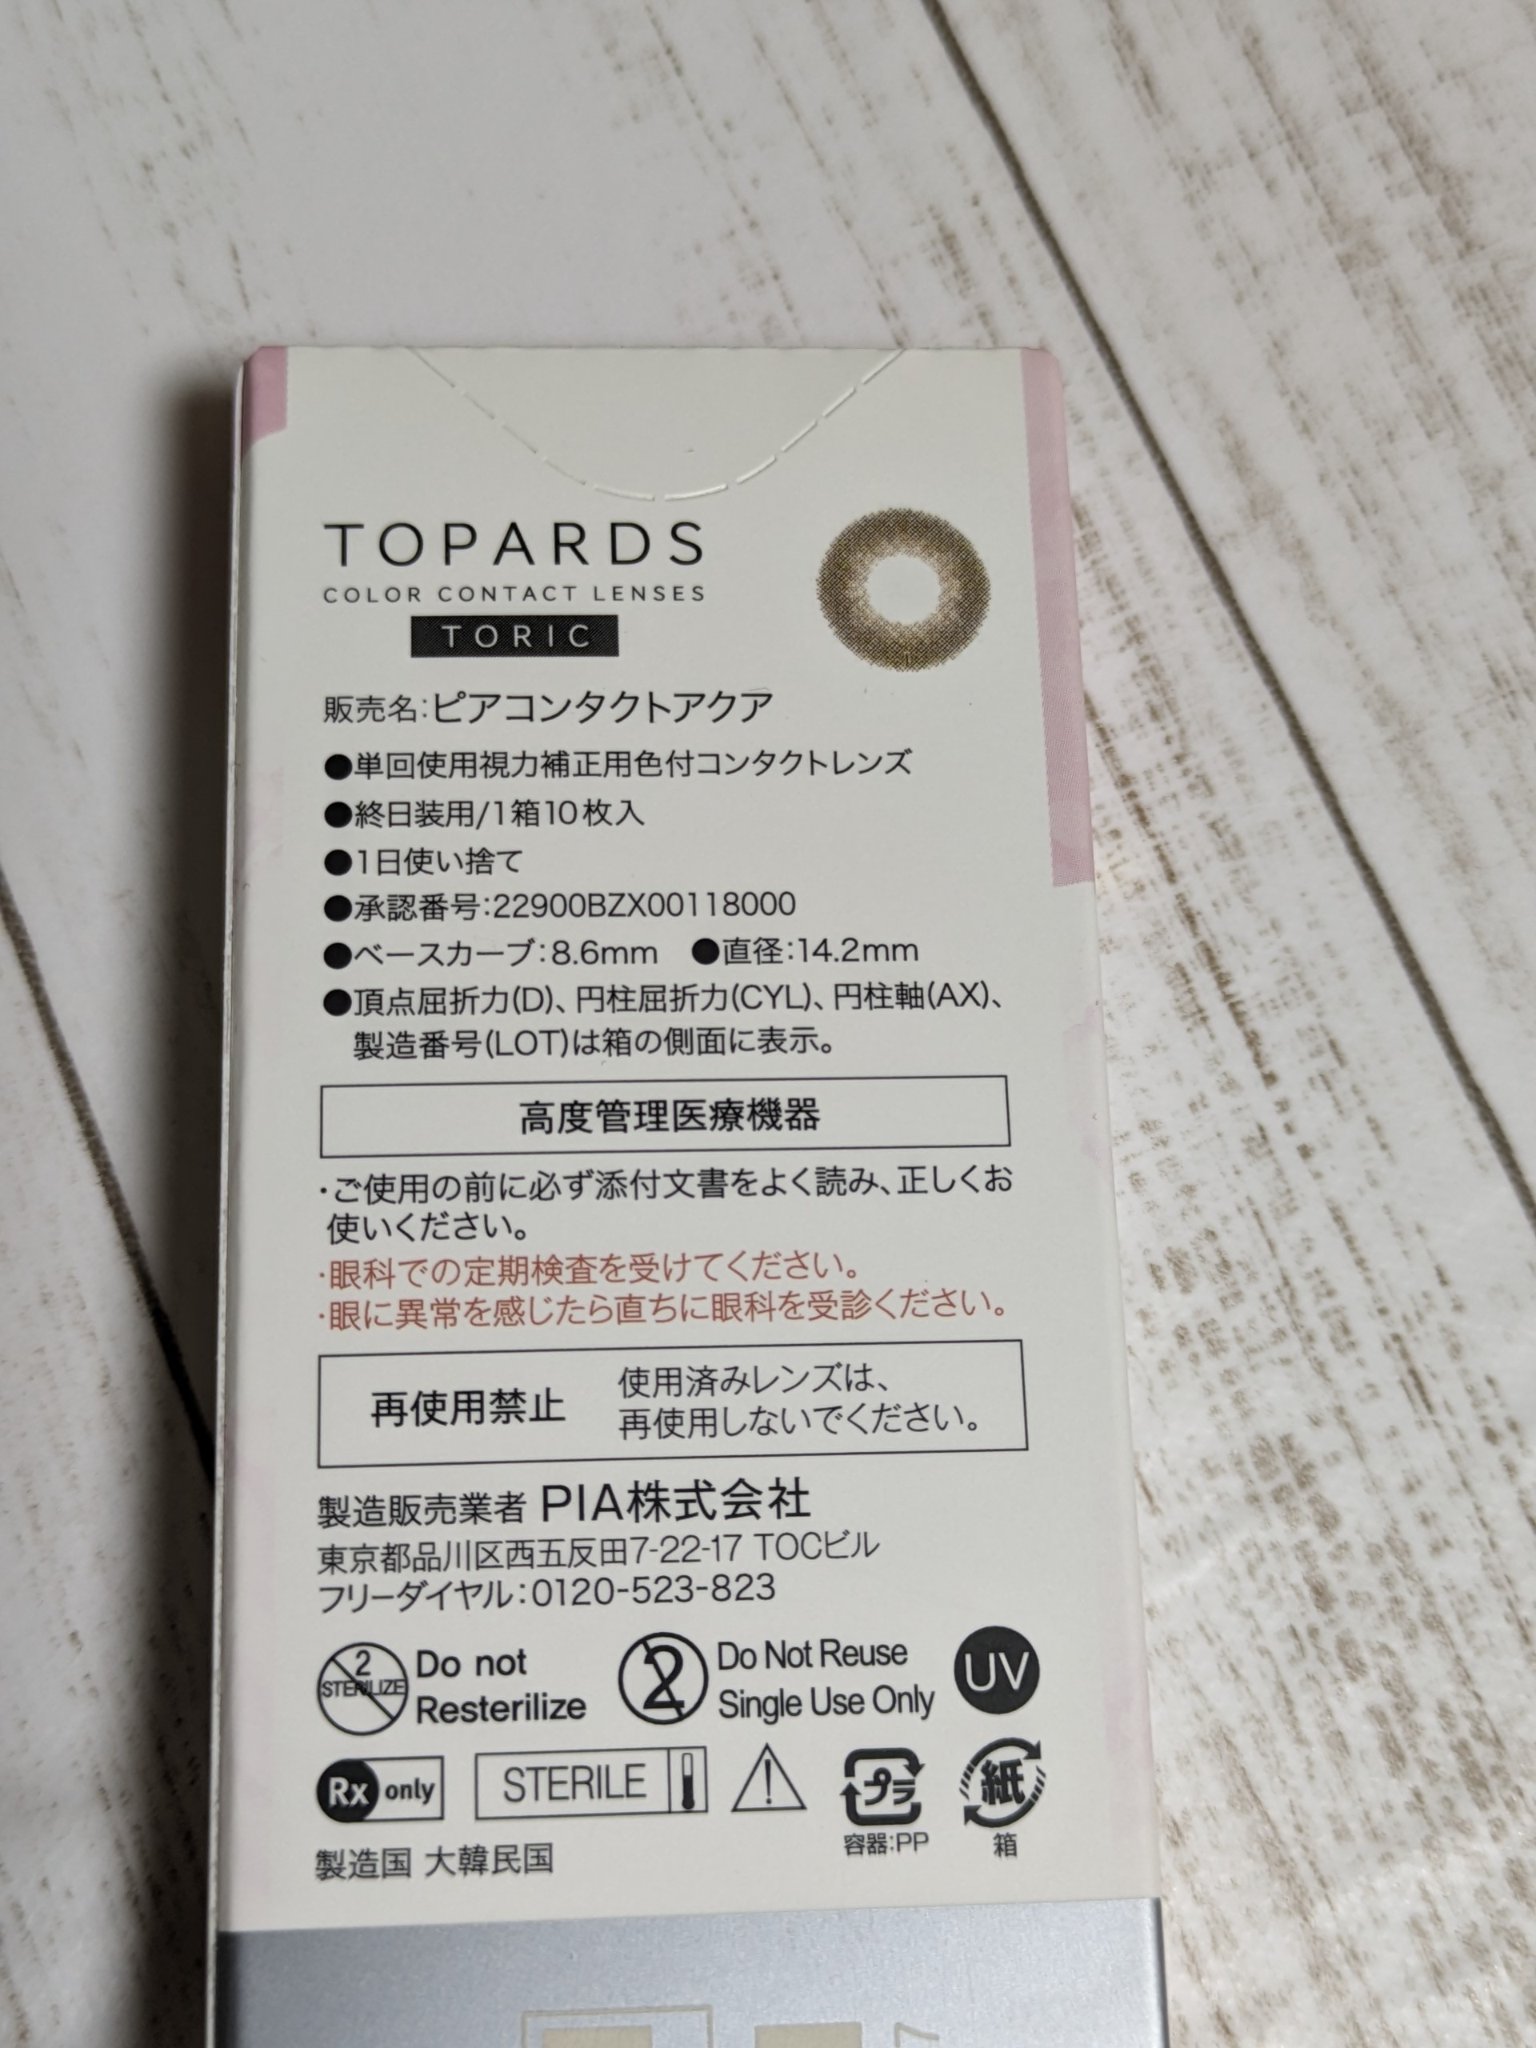 TOPARDS
COLOR CONTACT LENSES
TORIC
販売名:ピアコンタクトアクア
●単回使用視力補正用色付コンタクトレンズ
●終日装用/1箱10枚入
●1日使い捨て
●承認番号:22900BZX00118000
●ベースカーブ:8.6mm ●直径:14.2mm
●頂点屈折力(D)、円柱屈折力(CYL)、円柱軸(AX)、
製造番号(LOT)は箱の側面に表示。
高度管理医療機器
・ご使用の前に必ず添付文書をよく読み、正しくお
使いください。
・眼科での定期検査を受けてください。
・眼に異常を感じたら直ちに眼科を受診ください。
再使用禁止 使用済みレンズは、
再使用しないでください。
製造販売業者 PIA株式会社
東京都品川区西五反田7-22-17 TOCビル
フリーダイヤル:0120-523-823
2
STERILIZE
Do not
Resterilize
2
Do Not Reuse
Single Use Only
UV
Rx only
STERILE
プラ
容器:PP
紙
箱
製造国 大韓民国